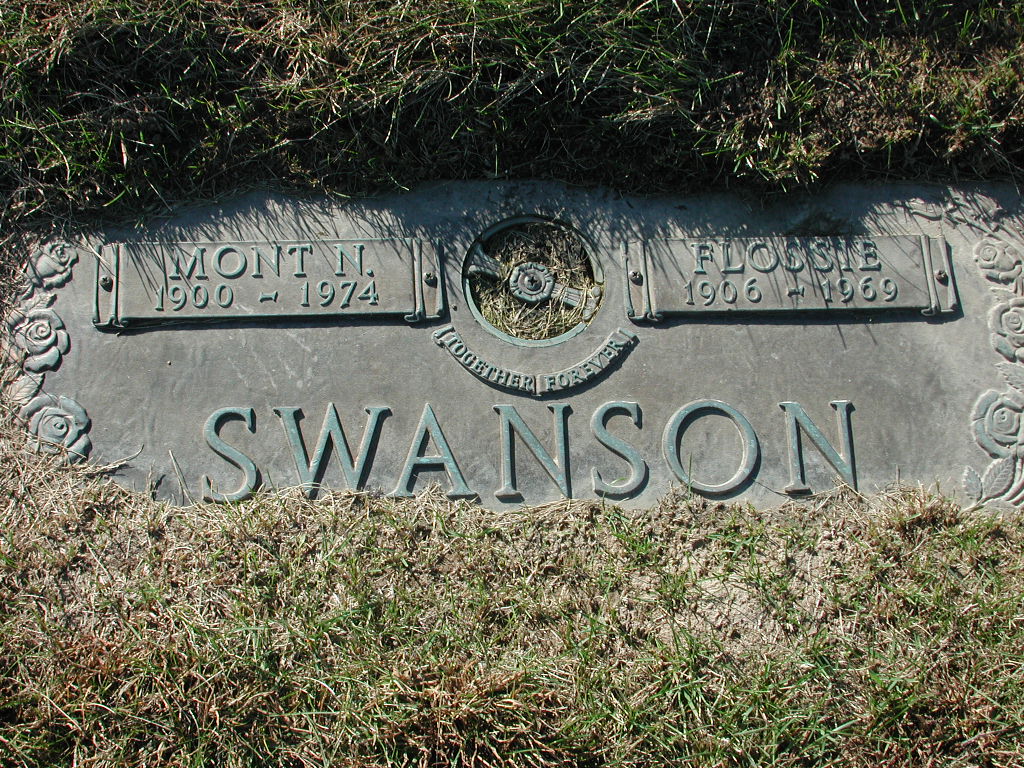 MONT N.
1900 - 1974
FLOSSIE
1906 - 1969
TOGETHER FOREVER
SWANSON